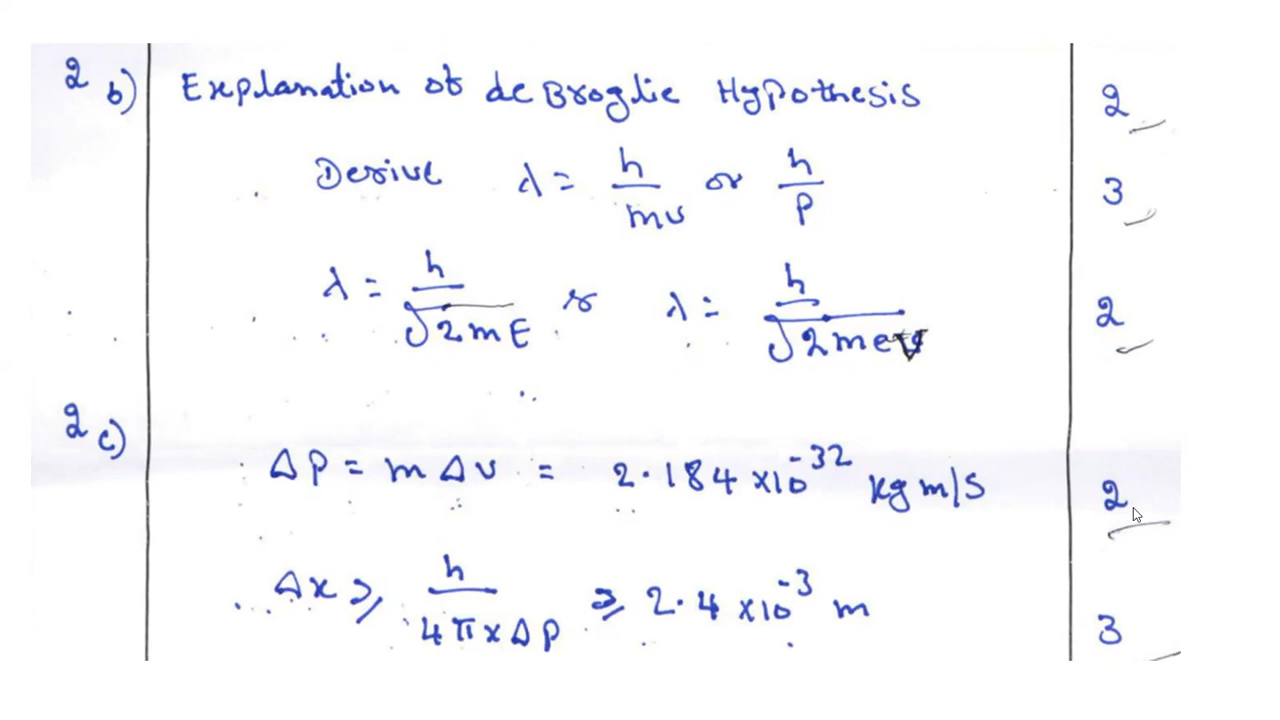 2 b) Explanation of de Broglie Hypothesis 2
Derive λ = h/mv or h/p 3
λ = h/√2mE or λ = h/√2meV 2
2 c) Δp = mΔv = 2.184 x10⁻³² kg m/s 2
Δx ≥ h/4π x Δp ≥ 2.4 x10⁻³ m 3